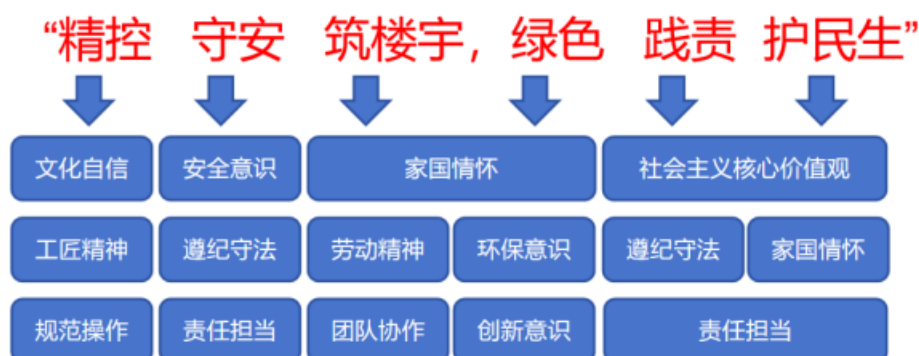 “精控 守安 筑楼宇，绿色 践责 护民生”
文化自信 安全意识 家国情怀 社会主义核心价值观
工匠精神 遵纪守法 劳动精神 环保意识 遵纪守法 家国情怀
规范操作 责任担当 团队协作 创新意识 责任担当